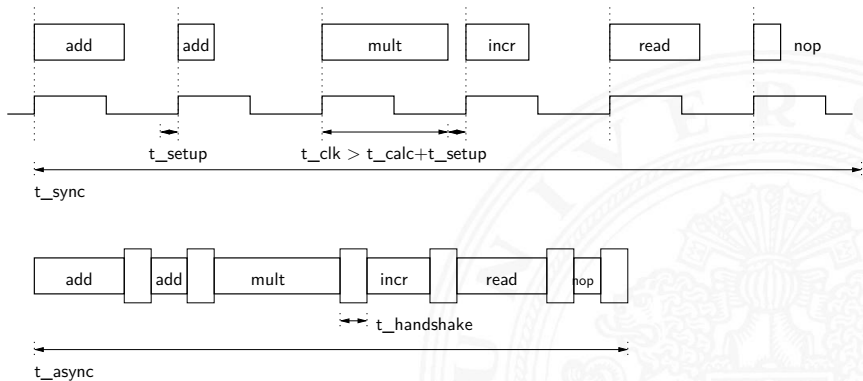 add add mult incr read nop
t_setup t_clk > t_calc+t_setup
t_sync
add add mult incr read nop
t_handshake
t_async
UNIVERS